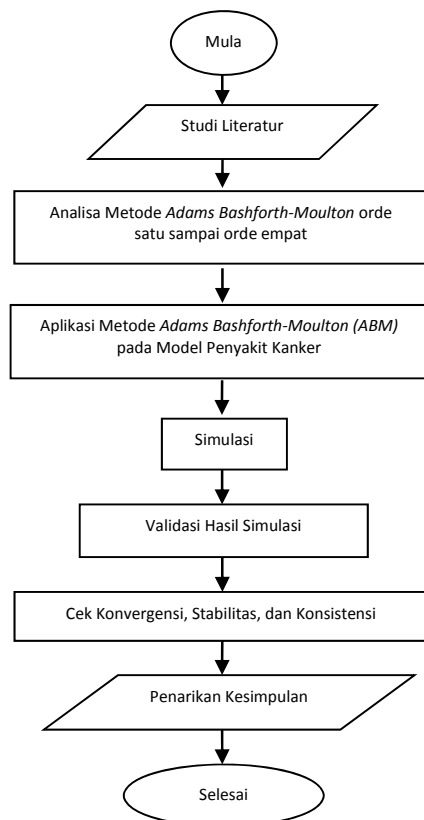 Mula
Studi Literatur
Analisa Metode Adams Bashforth-Moulton orde
satu sampai orde empat
Aplikasi Metode Adams Bashforth-Moulton (ABM)
pada Model Penyakit Kanker
Simulasi
Validasi Hasil Simulasi
Cek Konvergensi, Stabilitas, dan Konsistensi
Penarikan Kesimpulan
Selesai